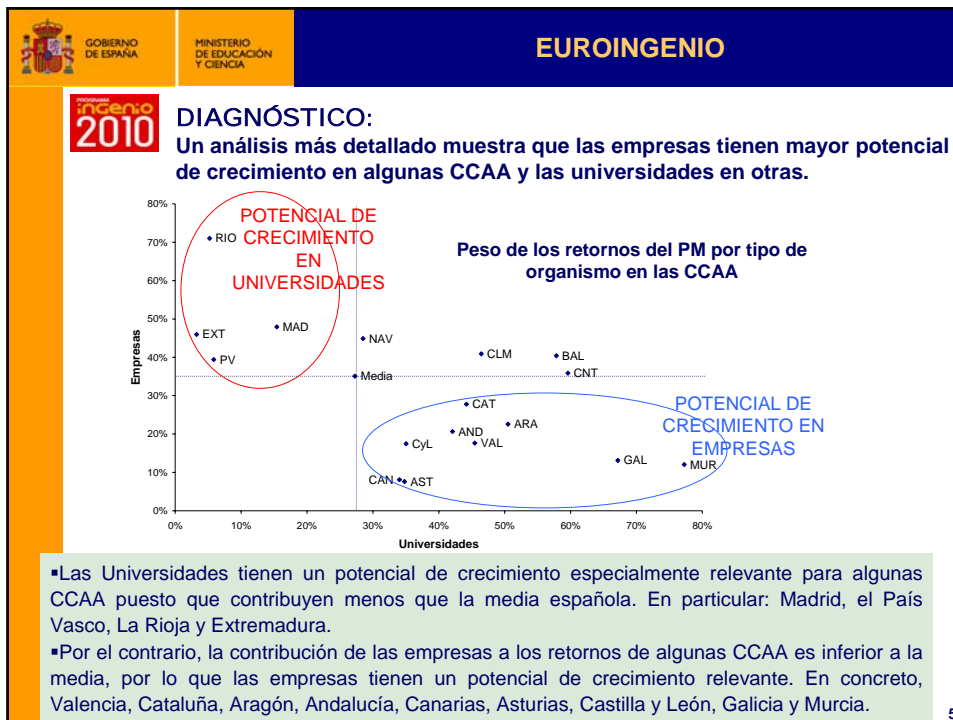 GOBIERNO
DE ESPAÑA
MINISTERIO
DE EDUCACIÓN
Y CIENCIA
EUROINGENIO
PROGRAMA
ingenio
2010
DIAGNÓSTICO:
Un análisis más detallado muestra que las empresas tienen mayor potencial
de crecimiento en algunas CCAA y las universidades en otras.
Peso de los retornos del PM por tipo de
organismo en las CCAA
POTENCIAL DE
CRECIMIENTO
EN
UNIVERSIDADES
POTENCIAL DE
CRECIMIENTO EN
EMPRESAS
Empresas
80%
70%
60%
50%
40%
30%
20%
10%
0%
RIO
EXT
MAD
PV
NAV
Media
CLM
BAL
CNT
CAT
ARA
AND
VAL
CyL
GAL
MUR
CAN
AST
0%
10%
20%
30%
40%
50%
60%
70%
80%
Universidades
▪Las Universidades tienen un potencial de crecimiento especialmente relevante para algunas
CCAA puesto que contribuyen menos que la media española. En particular: Madrid, el País
Vasco, La Rioja y Extremadura.
▪Por el contrario, la contribución de las empresas a los retornos de algunas CCAA es inferior a la
media, por lo que las empresas tienen un potencial de crecimiento relevante. En concreto,
Valencia, Cataluña, Aragón, Andalucía, Canarias, Asturias, Castilla y León, Galicia y Murcia.
5